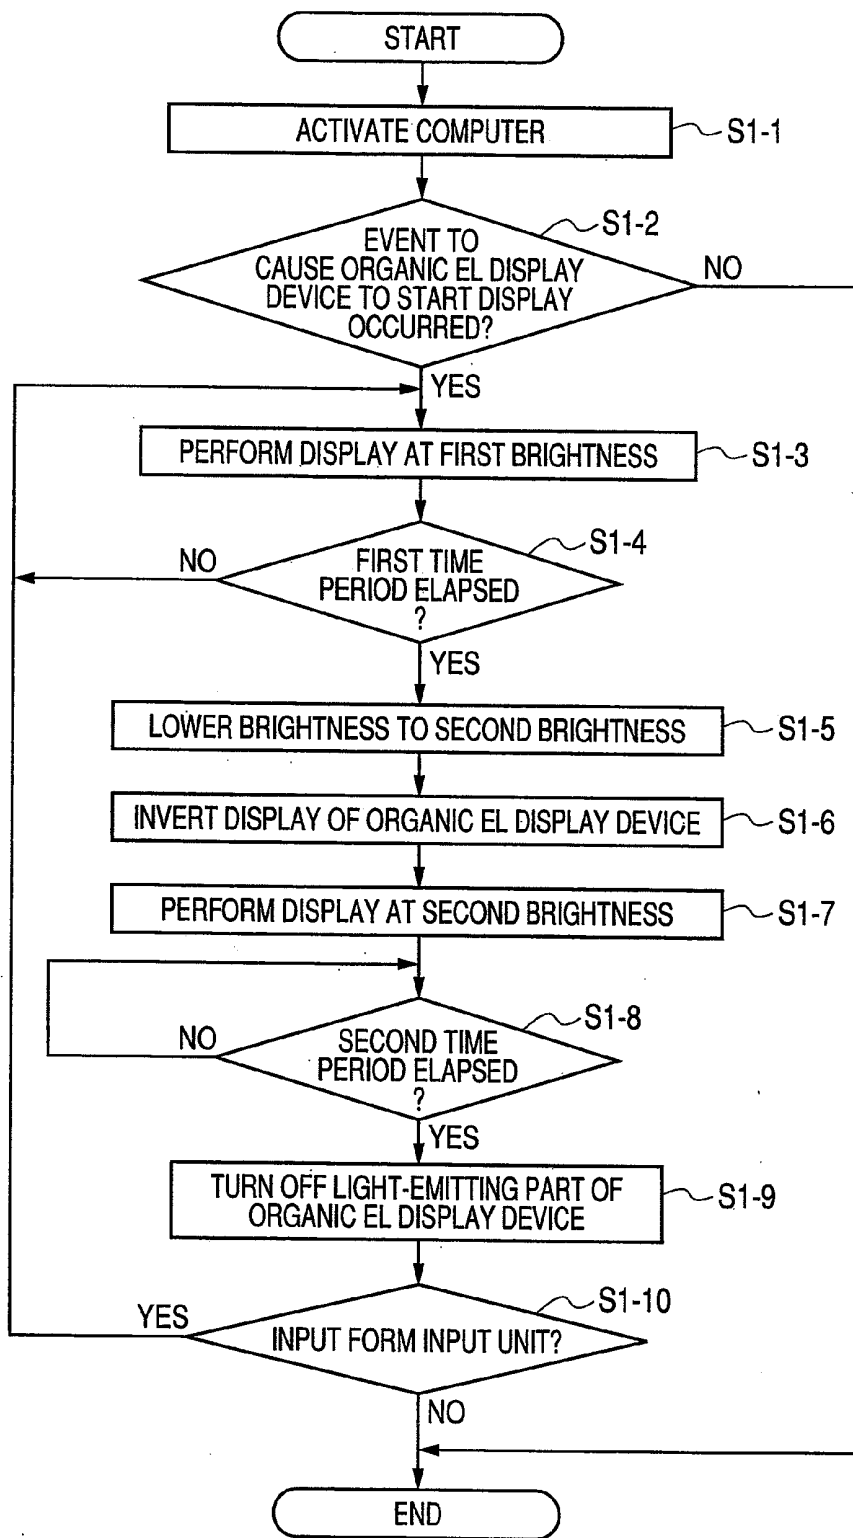 START
ACTIVATE COMPUTER
S1-1
S1-2
EVENT TO
CAUSE ORGANIC EL DISPLAY
DEVICE TO START DISPLAY
OCCURRED?
NO
YES
PERFORM DISPLAY AT FIRST BRIGHTNESS
S1-3
S1-4
NO
FIRST TIME
PERIOD ELAPSED
?
YES
LOWER BRIGHTNESS TO SECOND BRIGHTNESS
S1-5
INVERT DISPLAY OF ORGANIC EL DISPLAY DEVICE
S1-6
PERFORM DISPLAY AT SECOND BRIGHTNESS
S1-7
S1-8
NO
SECOND TIME
PERIOD ELAPSED
?
YES
TURN OFF LIGHT-EMITTING PART OF
ORGANIC EL DISPLAY DEVICE
S1-9
S1-10
YES
INPUT FORM INPUT UNIT?
NO
END